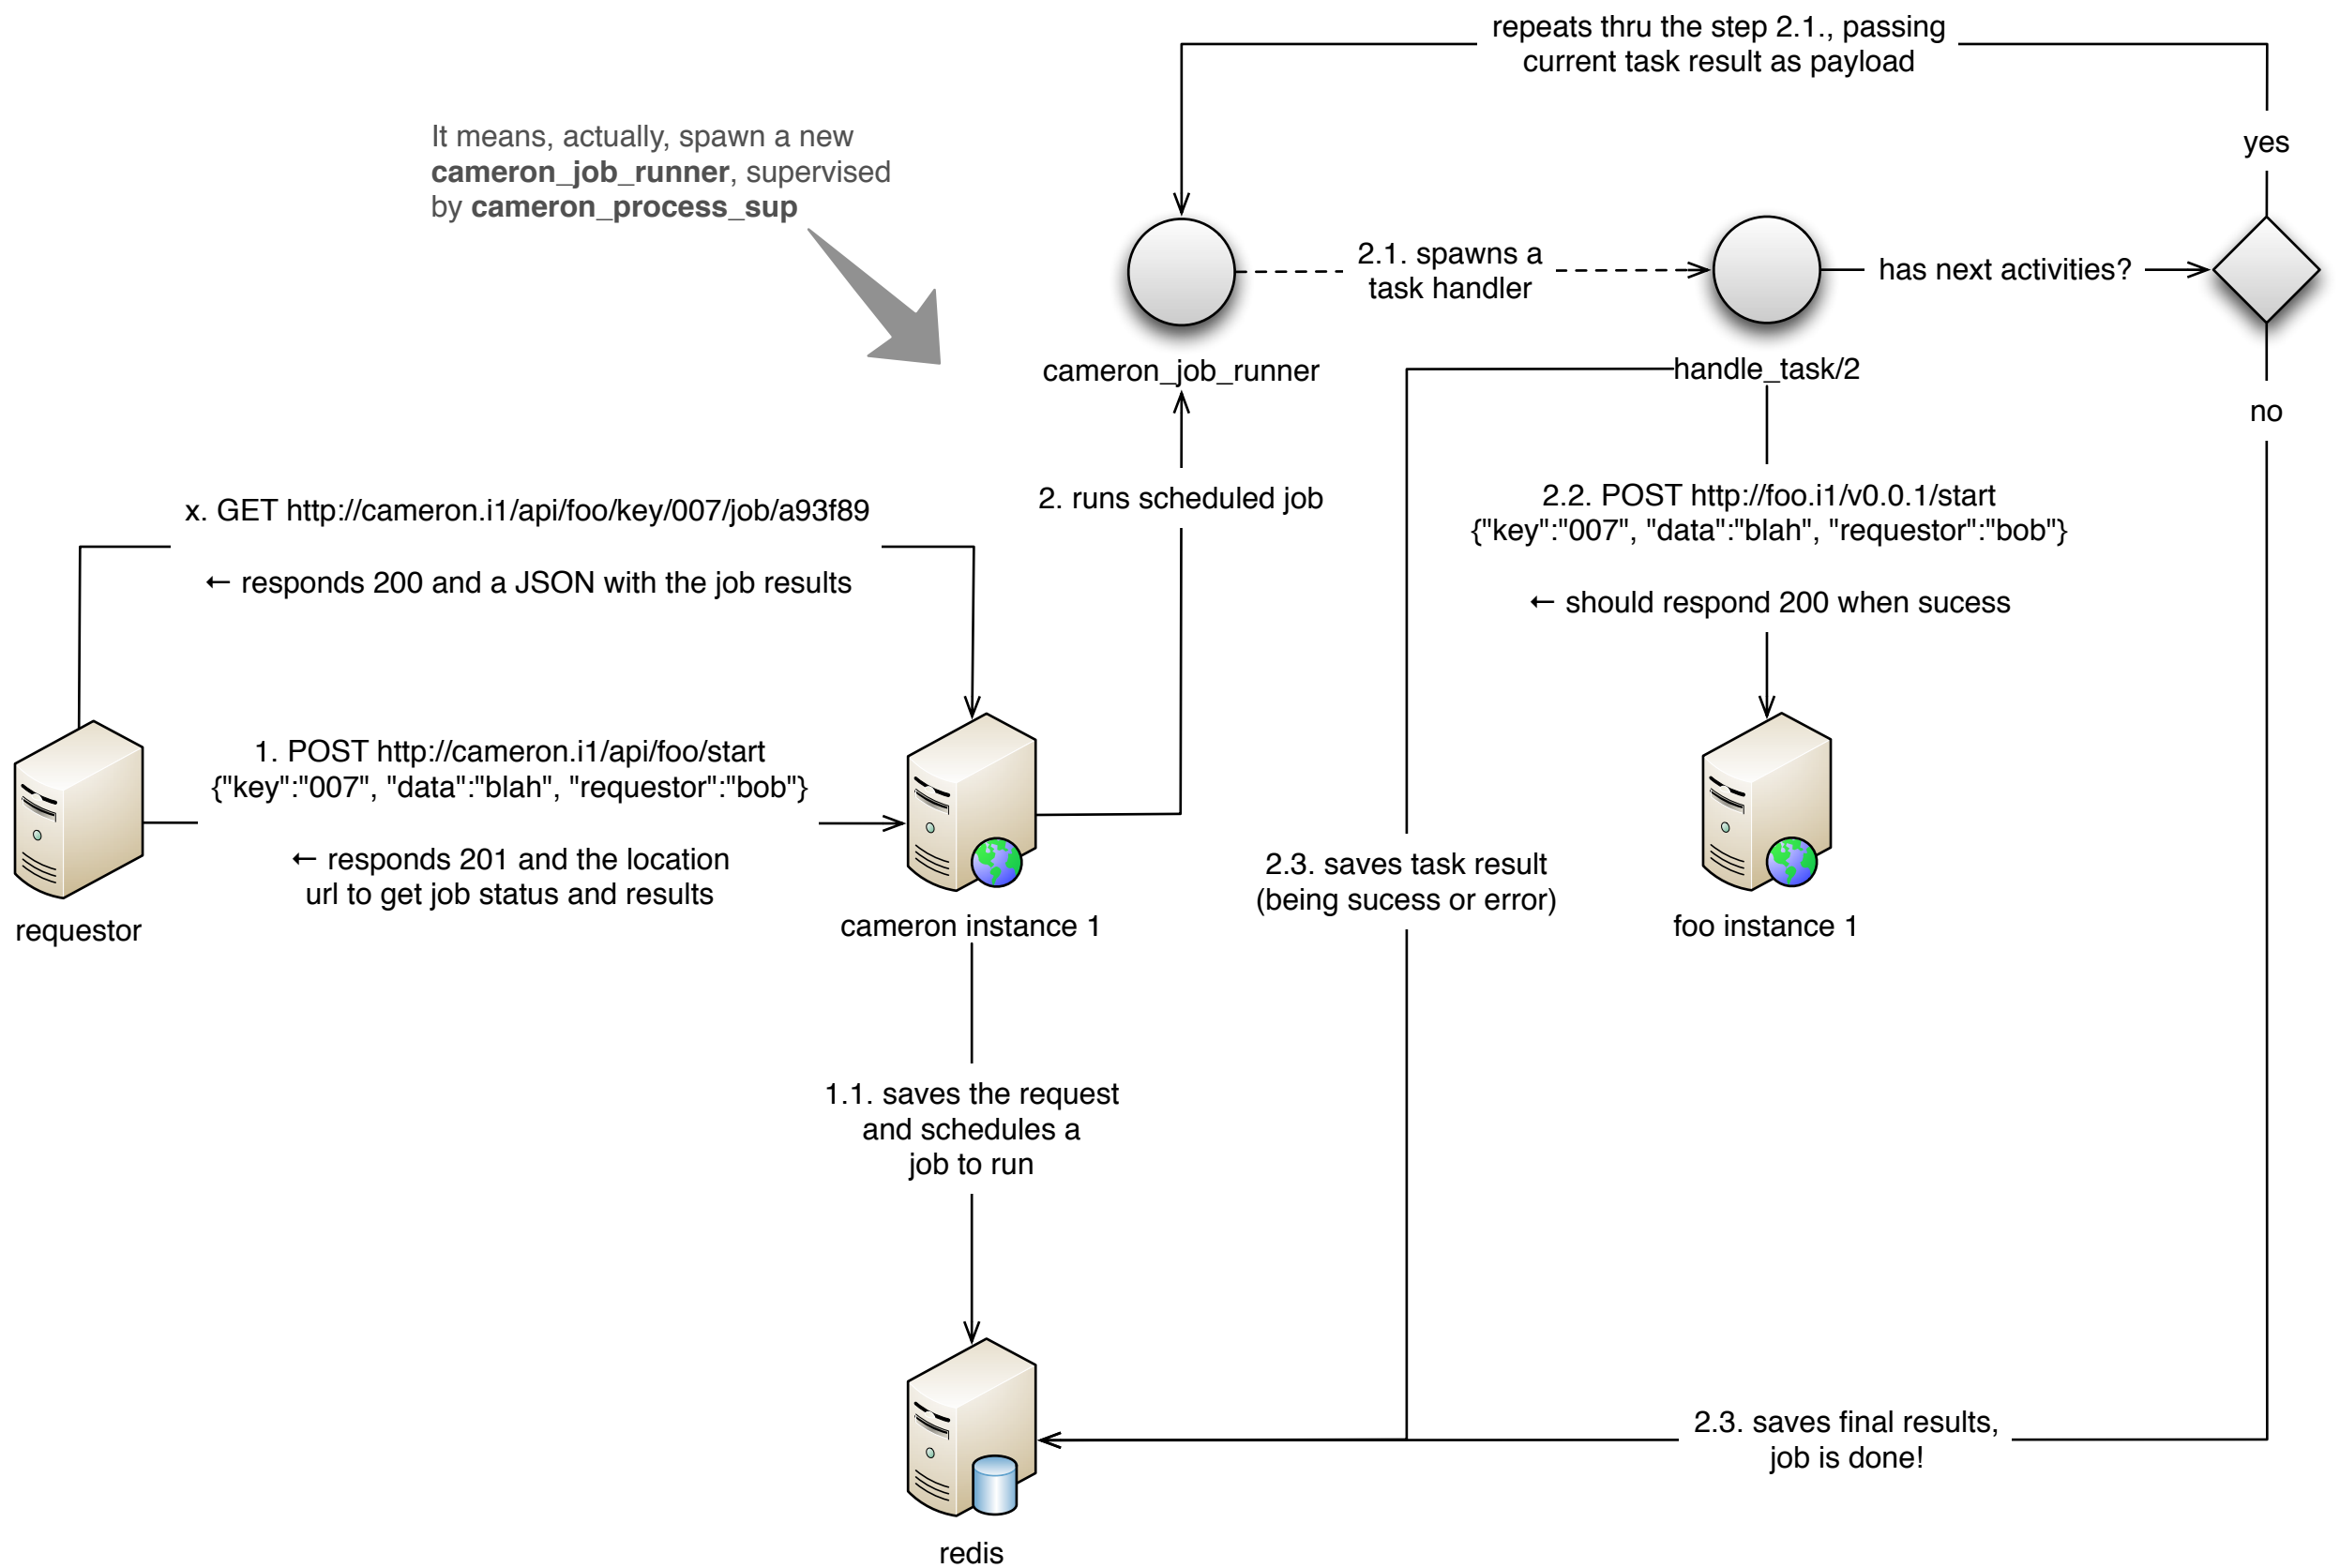 repeats thru the step 2.1., passing
current task result as payload
It means, actually, spawn a new
cameron_job_runner, supervised
by cameron_process_sup
yes
2.1. spawns a
task handler
has next activities?
cameron_job_runner
handle_task/2
no
2. runs scheduled job
x. GET http://cameron.i1/api/foo/key/007/job/a93f89
← responds 200 and a JSON with the job results
2.2. POST http://foo.i1/v0.0.1/start
{"key":"007", "data":"blah", "requestor":"bob"}
← should respond 200 when sucess
1. POST http://cameron.i1/api/foo/start
{"key":"007", "data":"blah", "requestor":"bob"}
← responds 201 and the location
url to get job status and results
requestor
cameron instance 1
2.3. saves task result
(being sucess or error)
foo instance 1
1.1. saves the request
and schedules a
job to run
2.3. saves final results,
job is done!
redis